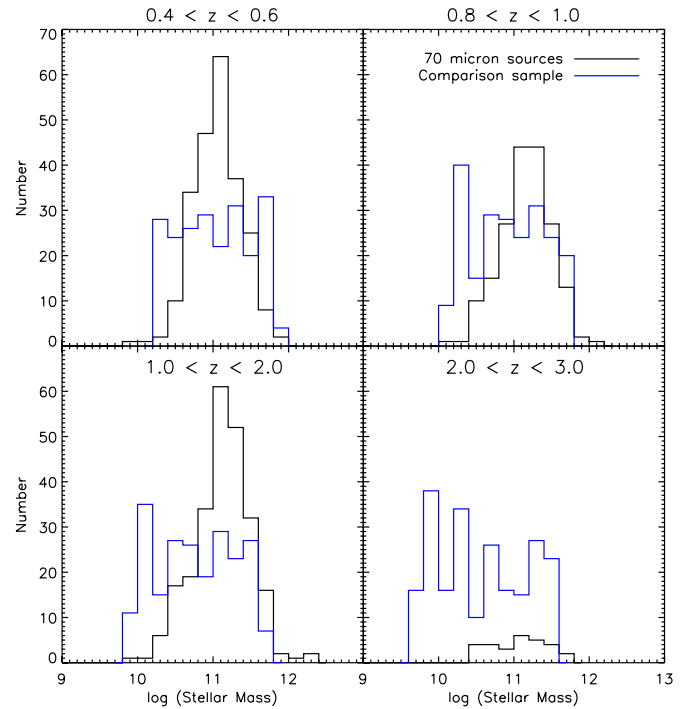 0.4 < z < 0.6
0.8 < z < 1.0
70
60
50
40
30
20
10
0
Number
70 micron sources
Comparison sample
1.0 < z < 2.0
2.0 < z < 3.0
60
50
40
30
20
10
0
Number
9 10 11 12
9 10 11 12 13
log (Stellar Mass)
log (Stellar Mass)